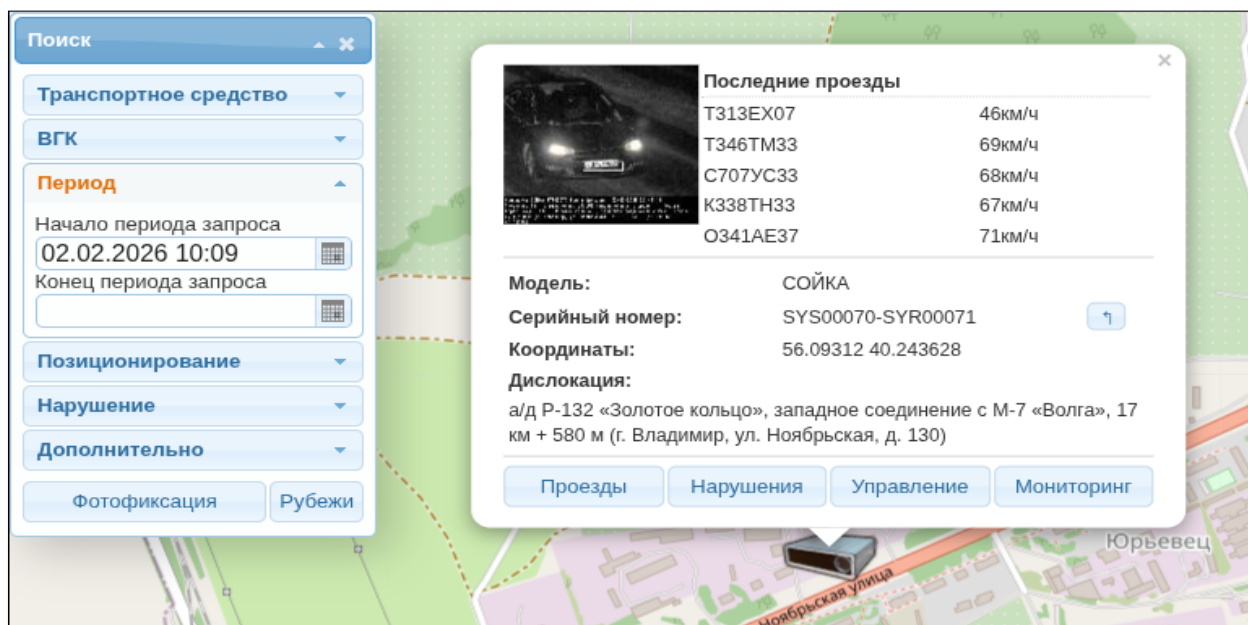 Поиск
Транспортное средство
ВГК
Период
Начало периода запроса
02.02.2026 10:09
Конец периода запроса
Позиционирование
Нарушение
Дополнительно
Фотофиксация Рубежи
Последние проезды
Т313ЕХ07 46км/ч
Т346ТМ33 69км/ч
С707УС33 68км/ч
К338ТН33 67км/ч
О341АЕ37 71км/ч
Модель: СОЙКА
Серийный номер: SYS00070-SYR00071
Координаты: 56.09312 40.243628
Дислокация:
а/д Р-132 «Золотое кольцо», западное соединение с М-7 «Волга», 17
км + 580 м (г. Владимир, ул. Ноябрьская, д. 130)
Проезды Нарушения Управление Мониторинг
Юрьевец
Ноябрьская улица